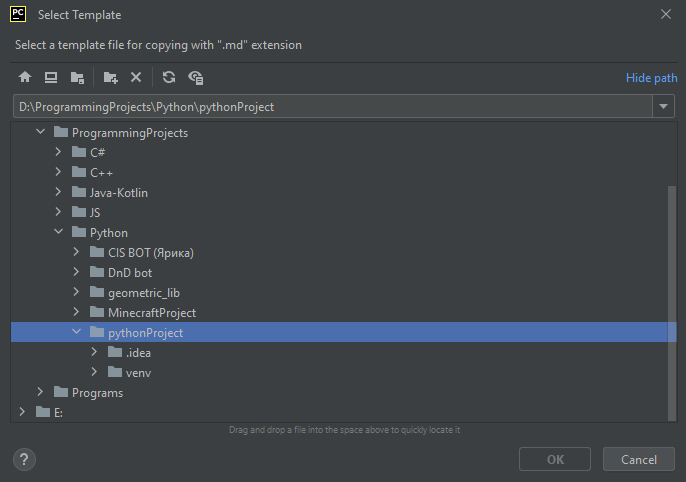 PC Select Template
Select a template file for copying with ".md" extension
Hide path
D:\ProgrammingProjects\Python\pythonProject
ProgrammingProjects
C#
C++
Java-Kotlin
JS
Python
CIS BOT (Ярика)
DnD bot
geometric_lib
MinecraftProject
pythonProject
.idea
venv
Programs
E:
Drag and drop a file into the space above to quickly locate it
? OK Cancel